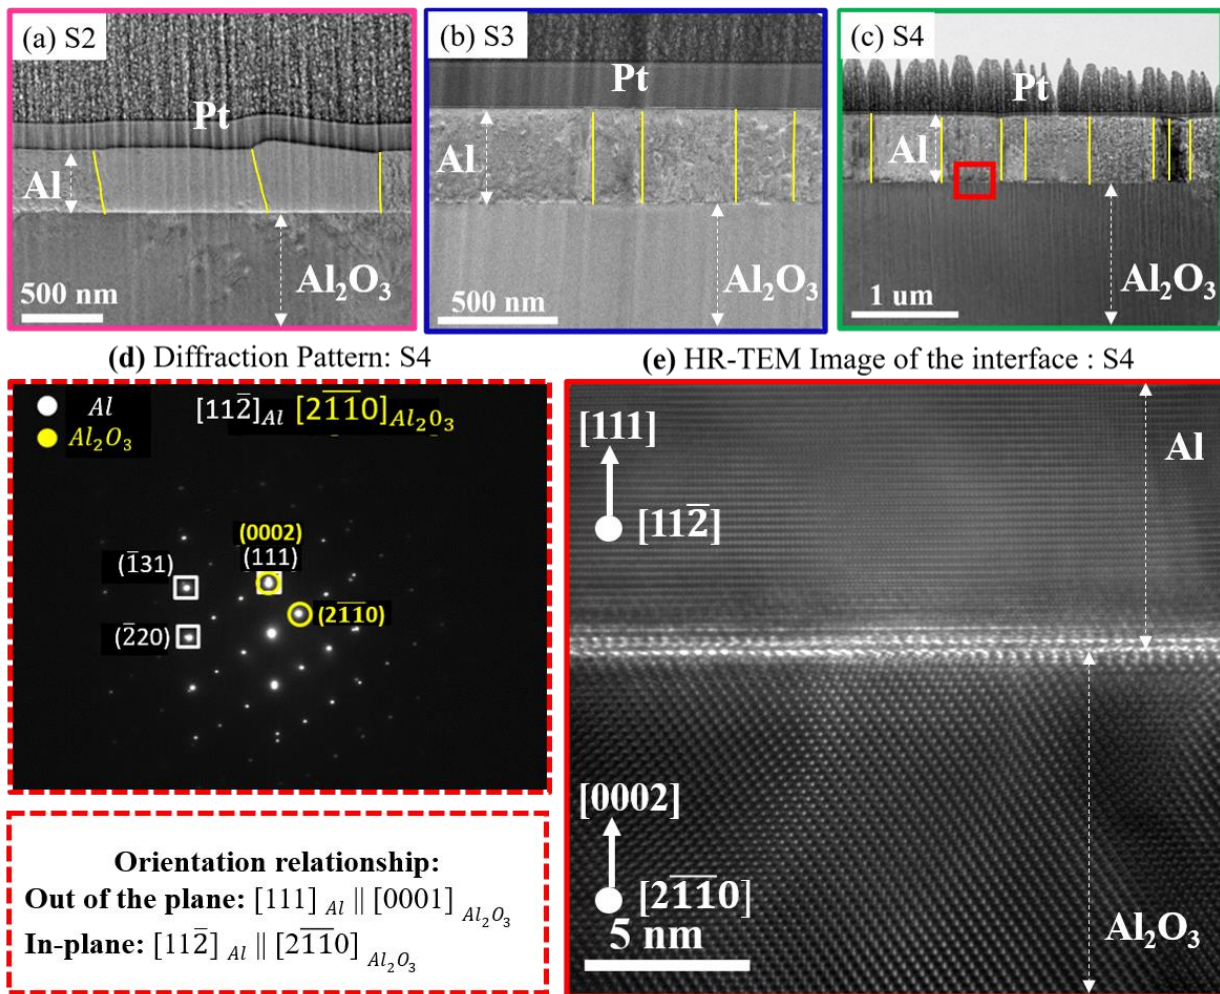 (a) S2
Pt
Al
Al₂O₃
500 nm
(b) S3
Pt
Al
Al₂O₃
500 nm
(c) S4
Pt
Al
Al₂O₃
1 um
(d) Diffraction Pattern: S4
Al
Al₂O₃
[112̅]Al [21̅1̅0]Al₂O₃
(0002)
(111)
(1̅31)
(21̅1̅0)
(2̅20)
Orientation relationship:
Out of the plane: [111] Al ∥ [0001] Al₂O₃
In-plane: [112̅] Al ∥ [21̅1̅0] Al₂O₃
(e) HR-TEM Image of the interface : S4
[111]
Al
[112̅]
[0002]
[21̅1̅0]
Al₂O₃
5 nm